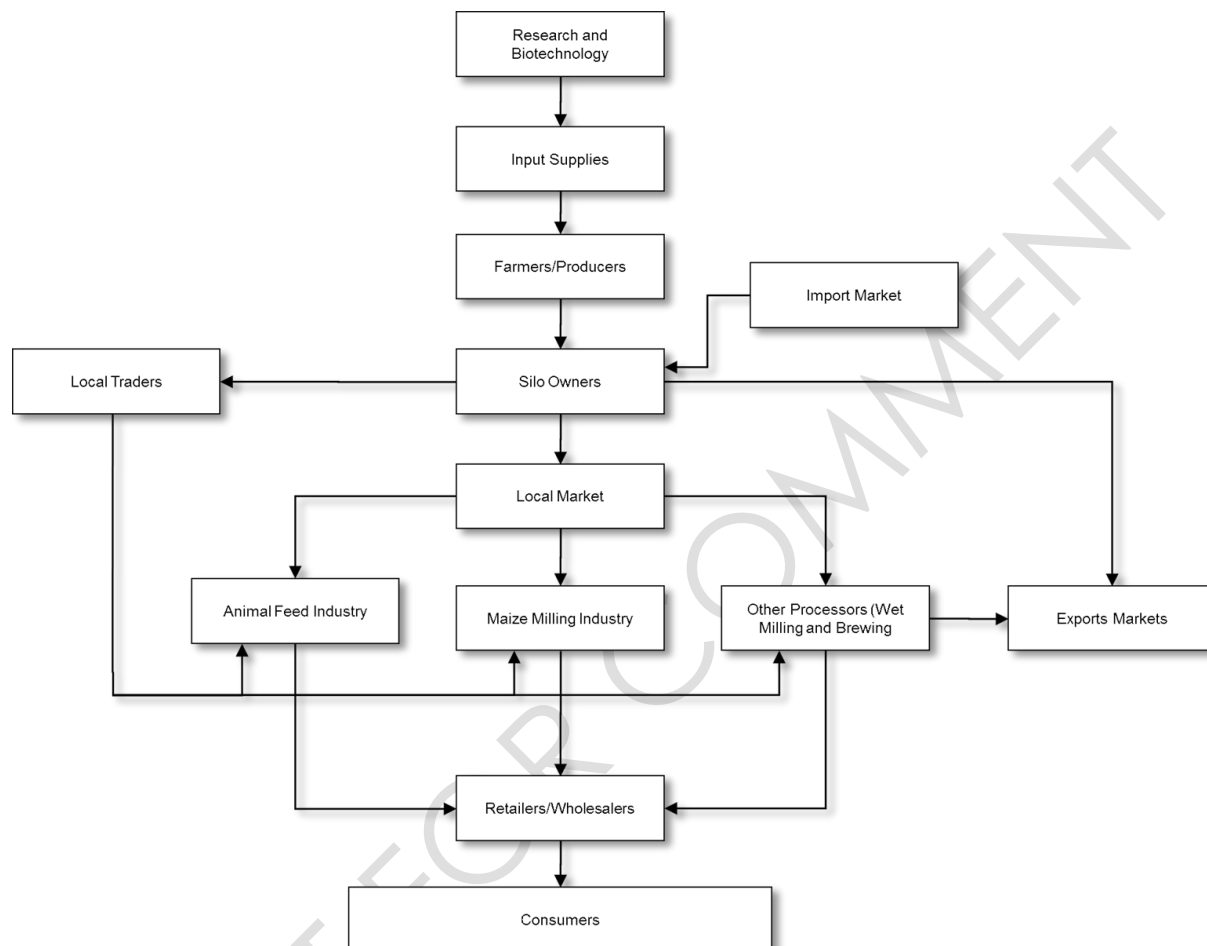 Research and
Biotechnology
Input Supplies
Farmers/Producers
Import Market
Local Traders
Silo Owners
Local Market
Animal Feed Industry
Maize Milling Industry
Other Processors (Wet
Milling and Brewing
Exports Markets
Retailers/Wholesalers
Consumers
FOR COMMENT